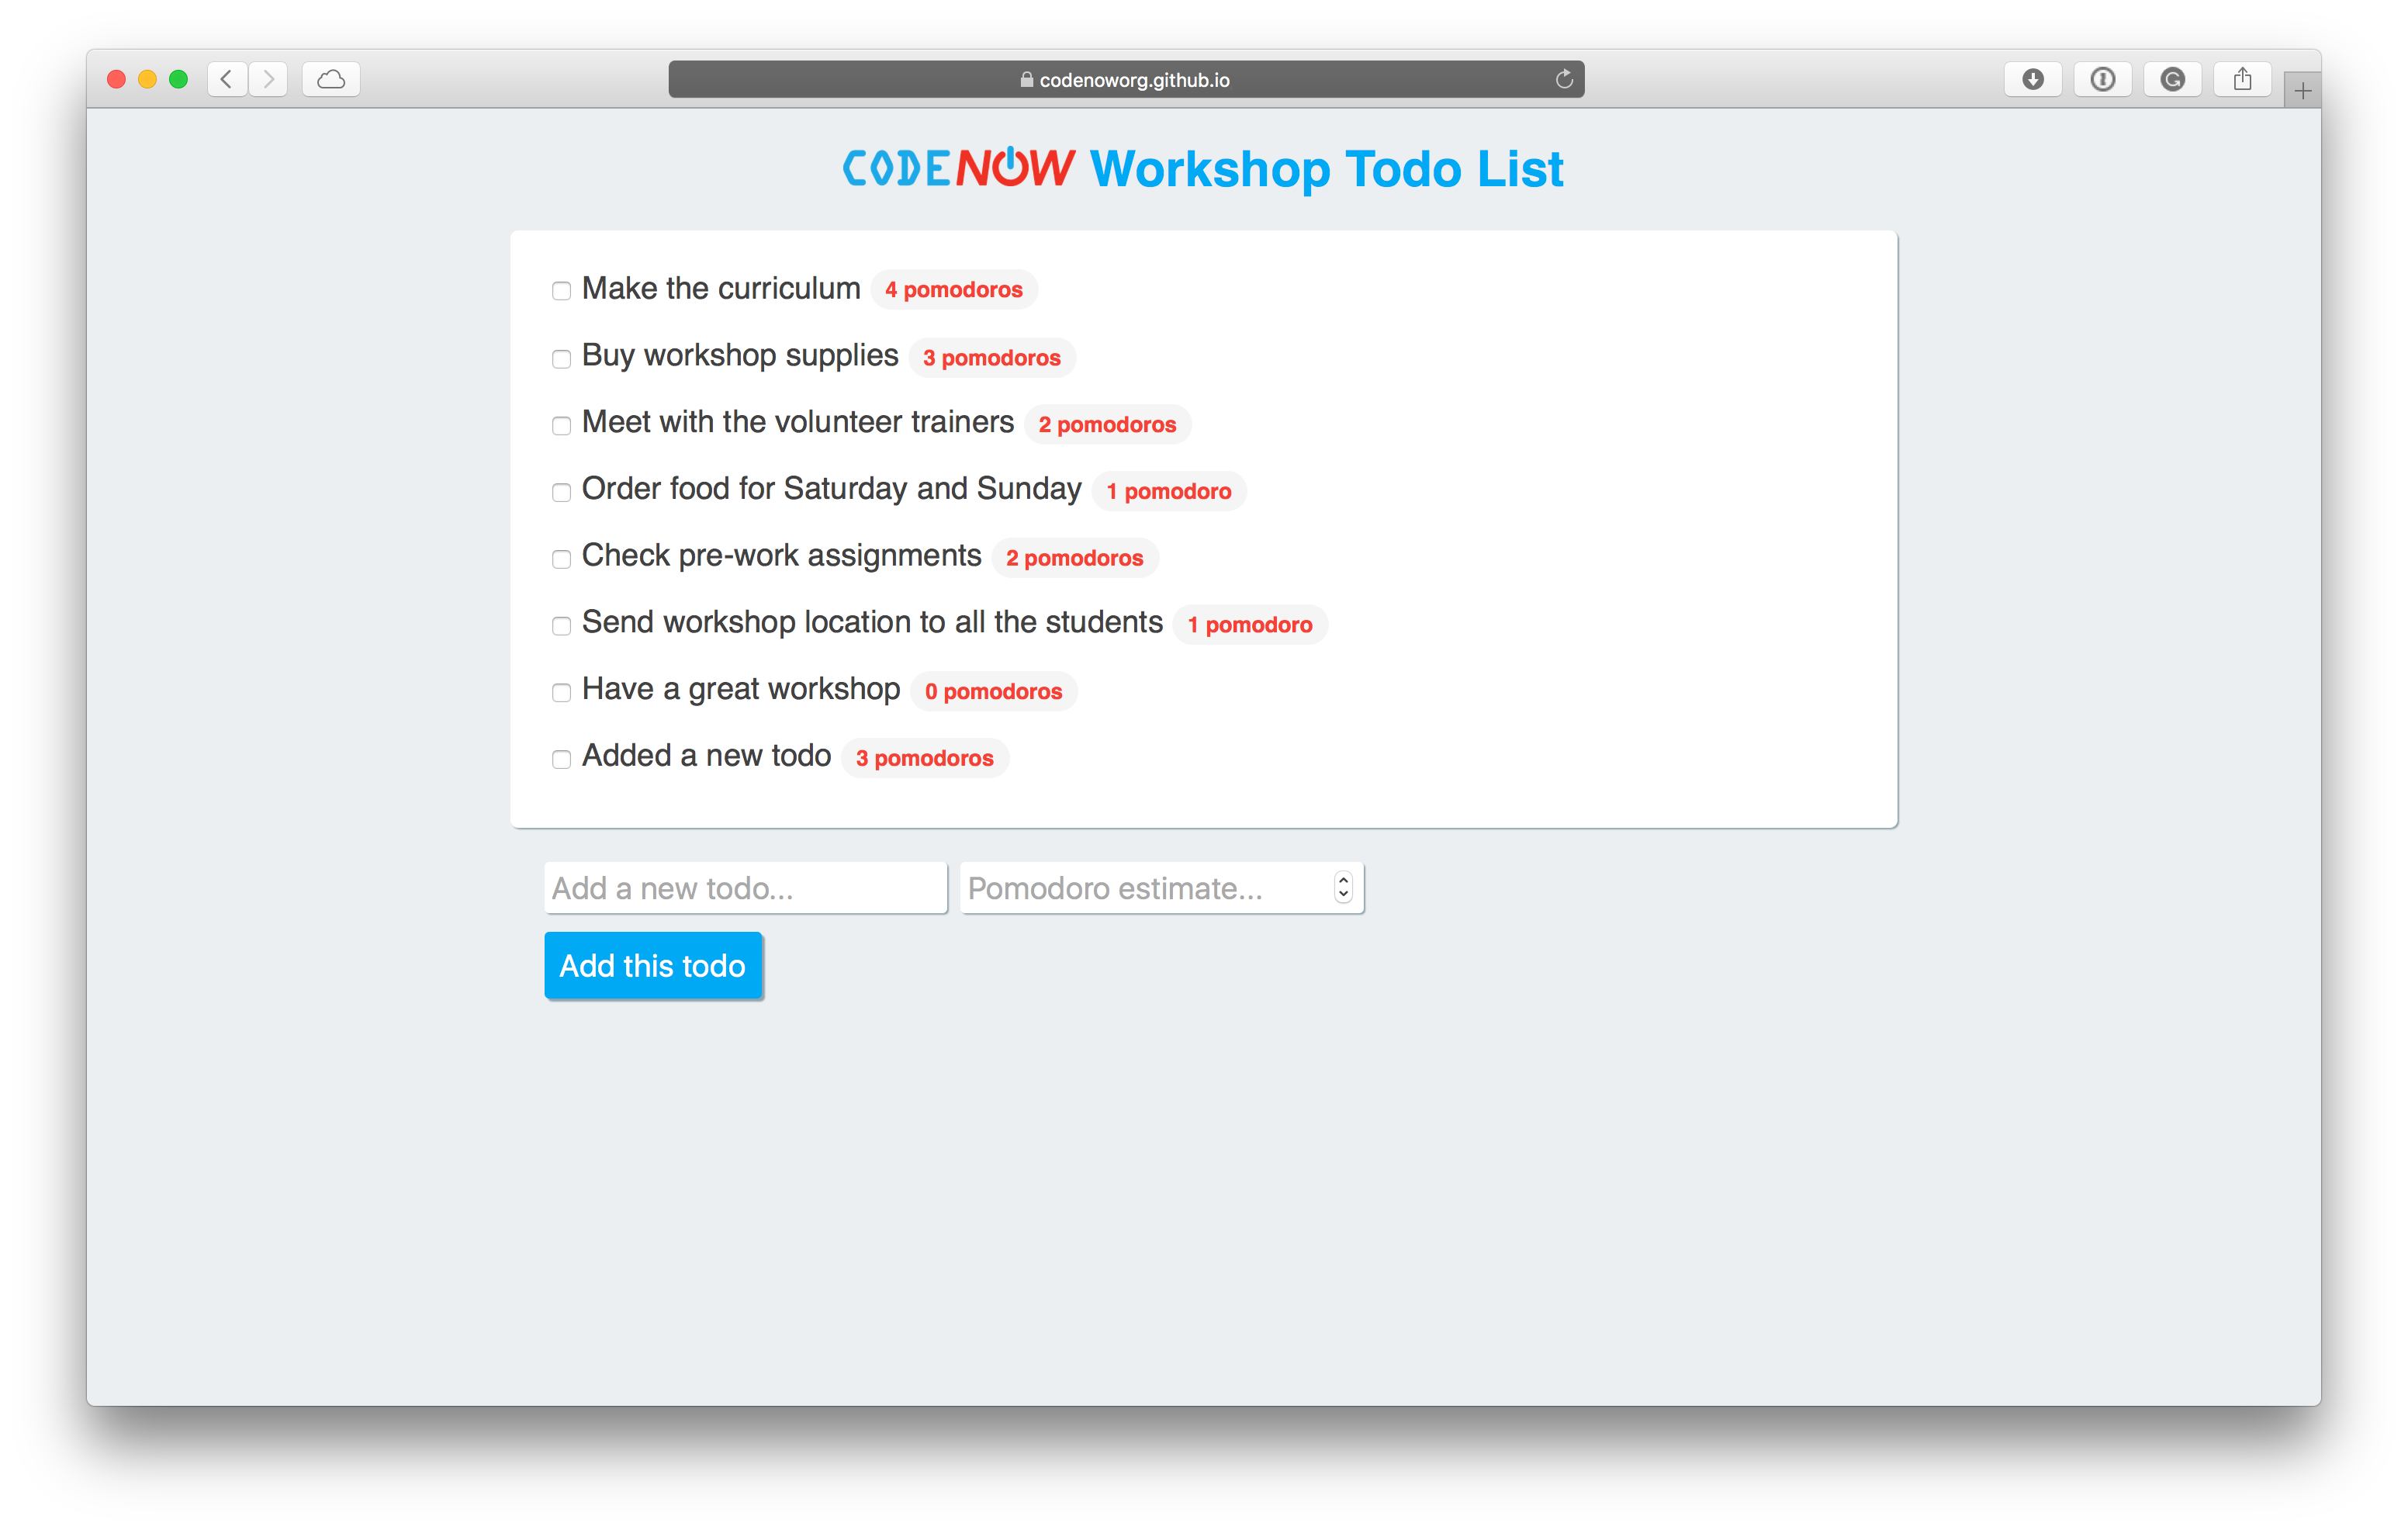 codenoworg.github.io
CODENOW Workshop Todo List
Make the curriculum 4 pomodoros
Buy workshop supplies 3 pomodoros
Meet with the volunteer trainers 2 pomodoros
Order food for Saturday and Sunday 1 pomodoro
Check pre-work assignments 2 pomodoros
Send workshop location to all the students 1 pomodoro
Have a great workshop 0 pomodoros
Added a new todo 3 pomodoros
Add a new todo... Pomodoro estimate...
Add this todo